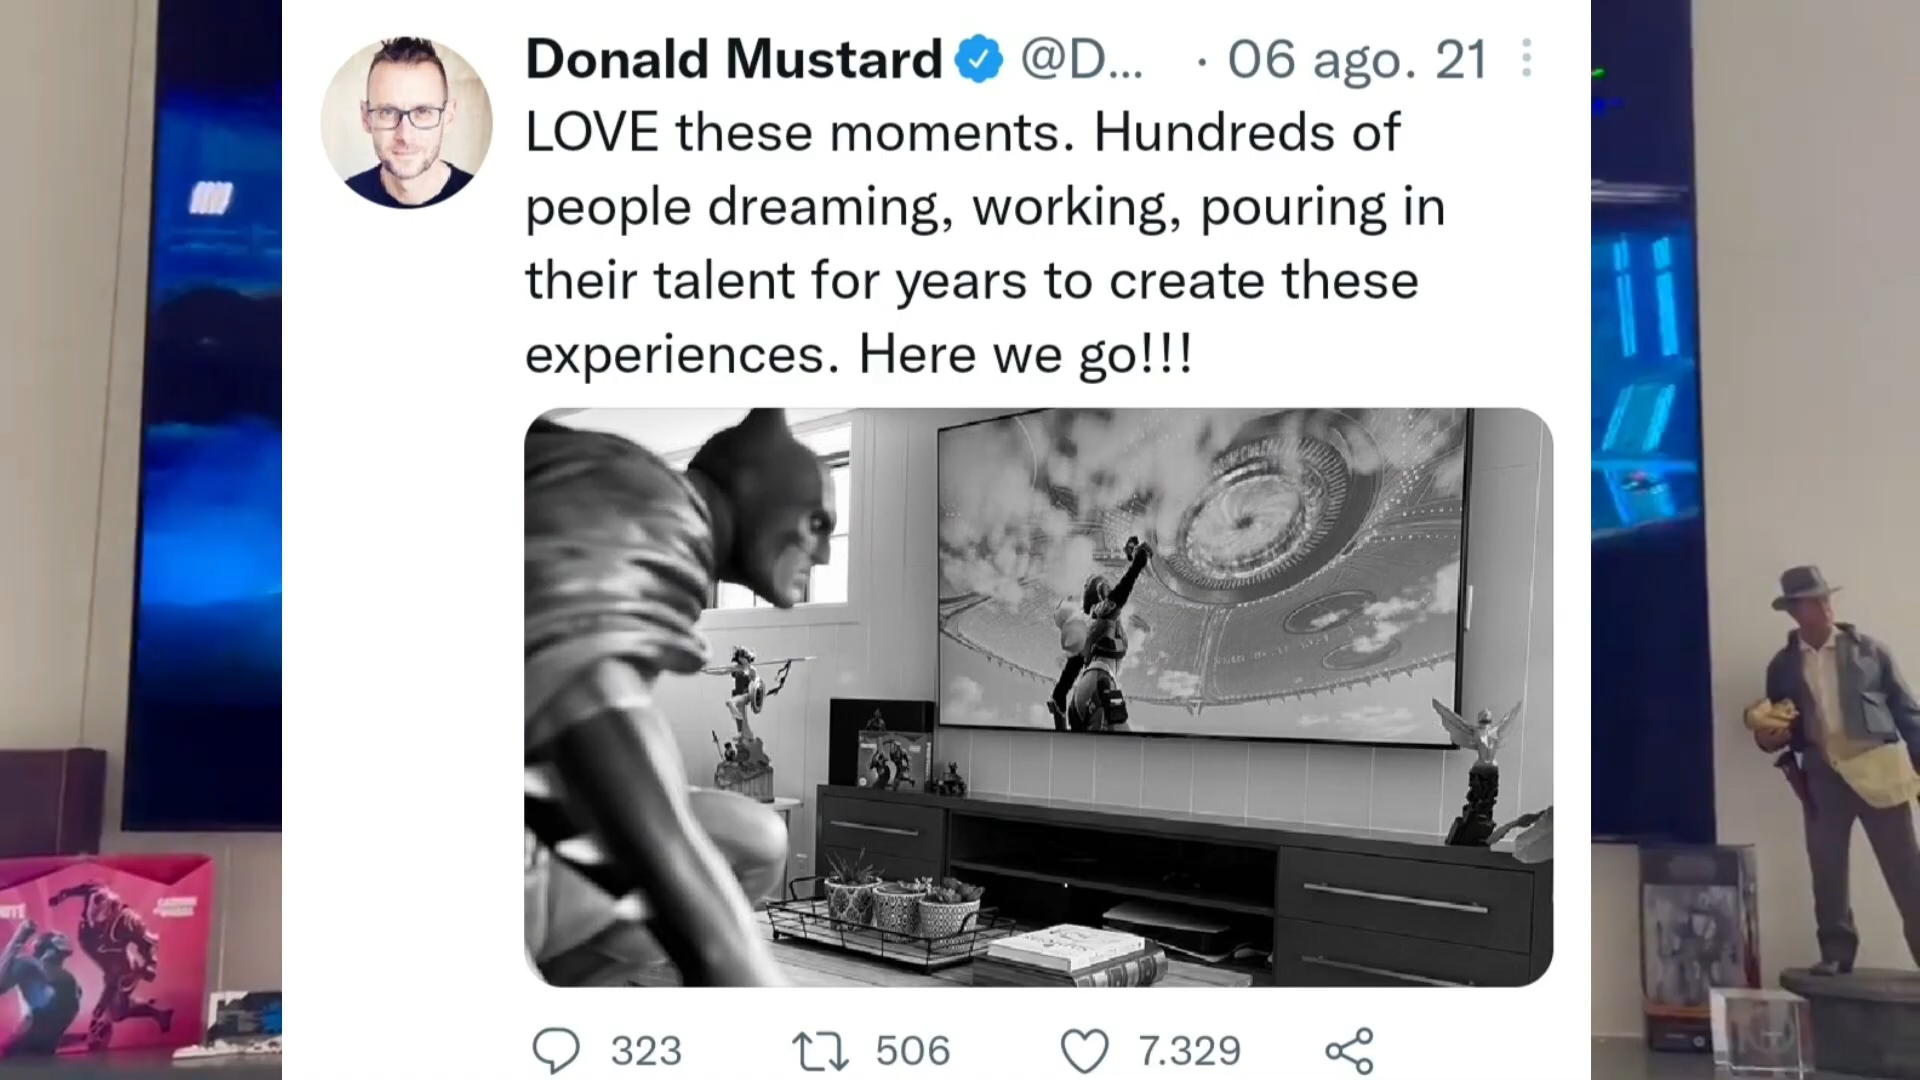 Donald Mustard @D... · 06 ago. 21
LOVE these moments. Hundreds of
people dreaming, working, pouring in
their talent for years to create these
experiences. Here we go!!!
323 506 7.329